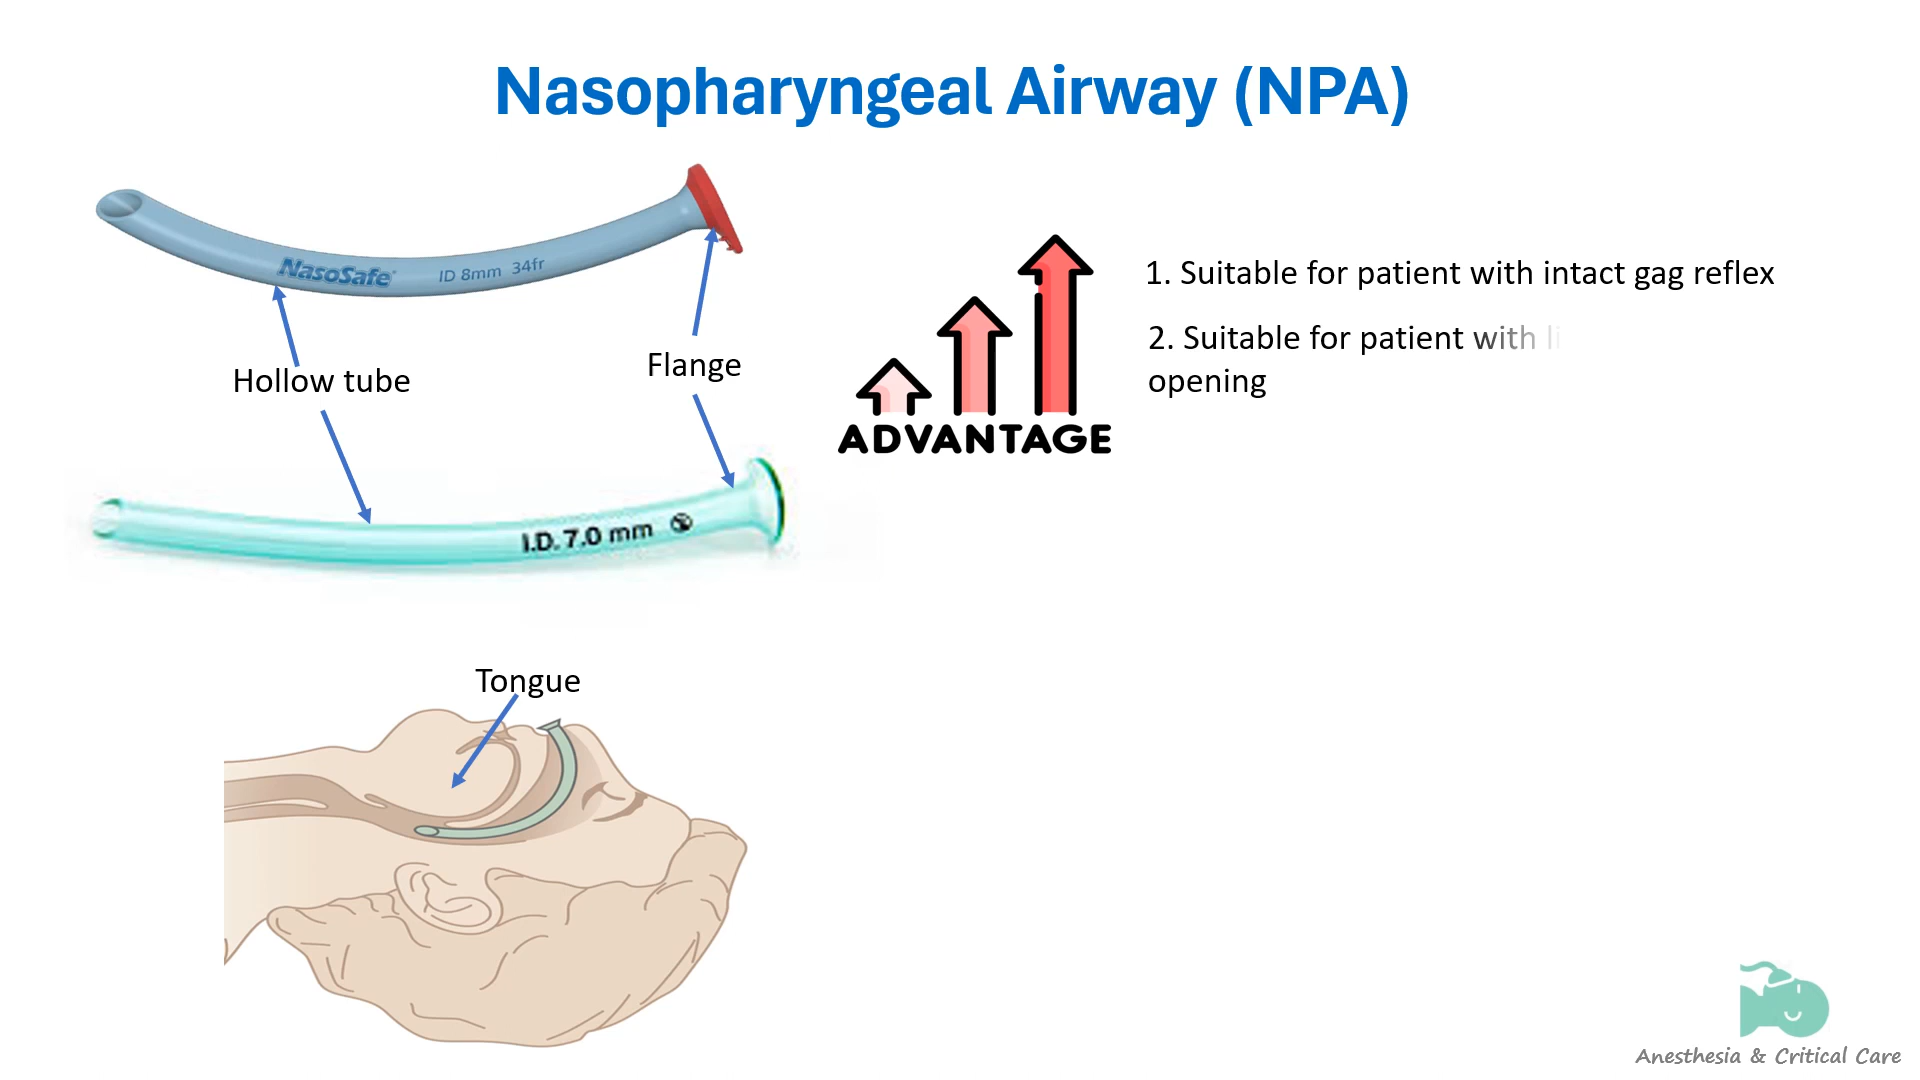 Nasopharyngeal Airway (NPA)
NasoSafe ID 8mm 34fr
Hollow tube
Flange
I.D. 7.0 mm
ADVANTAGE
1. Suitable for patient with intact gag reflex
2. Suitable for patient with
opening
Tongue
Anesthesia & Critical Care